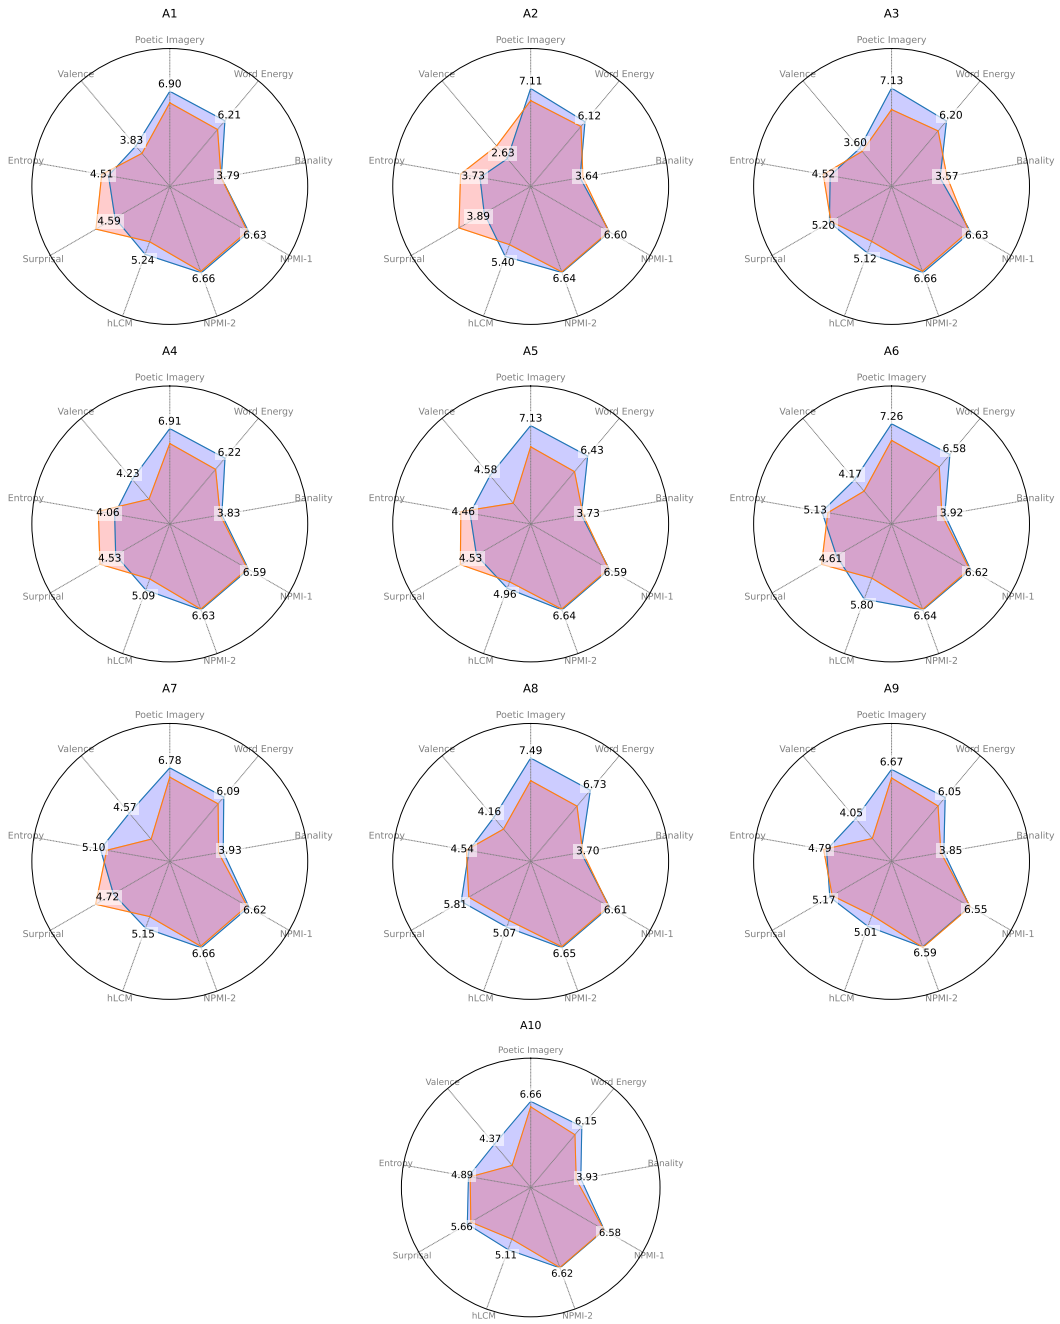 A1
Poetic Imagery
Valence
Word Energy
6.90
6.21
3.83
Entropy
4.51
Banality
3.79
4.59
6.63
Surprisal
NPMI-1
5.24
6.66
hLCM
NPMI-2
A2
Poetic Imagery
Valence
Word Energy
7.11
6.12
2.63
Entropy
3.73
Banality
3.64
3.89
6.60
Surprisal
NPMI-1
5.40
6.64
hLCM
NPMI-2
A3
Poetic Imagery
Valence
Word Energy
7.13
6.20
3.60
Entropy
4.52
Banality
3.57
5.20
6.63
Surprisal
NPMI-1
5.12
6.66
hLCM
NPMI-2
A4
Poetic Imagery
Valence
Word Energy
6.91
6.22
4.23
Entropy
4.06
Banality
3.83
4.53
6.59
Surprisal
NPMI-1
5.09
6.63
hLCM
NPMI-2
A5
Poetic Imagery
Valence
Word Energy
7.13
6.43
4.58
Entropy
4.46
Banality
3.73
4.53
6.59
Surprisal
NPMI-1
4.96
6.64
hLCM
NPMI-2
A6
Poetic Imagery
Valence
Word Energy
7.26
6.58
4.17
Entropy
5.13
Banality
3.92
4.61
6.62
Surprisal
NPMI-1
5.80
6.64
hLCM
NPMI-2
A7
Poetic Imagery
Valence
Word Energy
6.78
6.09
4.57
Entropy
5.10
Banality
3.93
4.72
6.62
Surprisal
NPMI-1
5.15
6.66
hLCM
NPMI-2
A8
Poetic Imagery
Valence
Word Energy
7.49
6.73
4.16
Entropy
4.54
Banality
3.70
5.81
6.61
Surprisal
NPMI-1
5.07
6.65
hLCM
NPMI-2
A9
Poetic Imagery
Valence
Word Energy
6.67
6.05
4.05
Entropy
4.79
Banality
3.85
5.17
6.55
Surprisal
NPMI-1
5.01
6.59
hLCM
NPMI-2
A10
Poetic Imagery
Valence
Word Energy
6.66
6.15
4.37
Entropy
4.89
Banality
3.93
5.66
6.58
Surprisal
NPMI-1
5.11
6.62
hLCM
NPMI-2